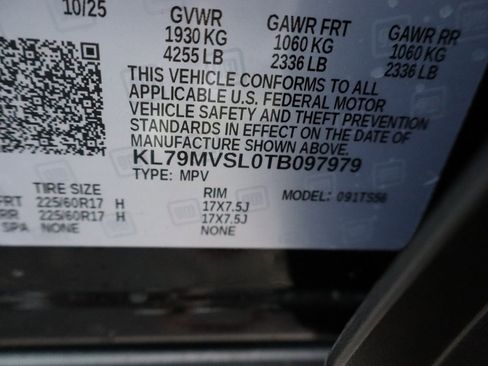 10/25 GVWR GAWR FRT GAWR RR
1930 KG 1060 KG 1060 KG
4255 LB 2336 LB 2336 LB
THIS VEHICLE CONFORMS TO ALL
APPLICABLE U.S. FEDERAL MOTOR
VEHICLE SAFETY AND THEFT PREVENTION
STANDARDS IN EFFECT ON THE DATE OF
MANUFACTURE SHOWN ABOVE.
KL79MVSL0TB097979
TYPE: MPV
TIRE SIZE RIM MODEL: 091TS56
FRT 225/60R17 H 17X7.5J
RR 225/60R17 H 17X7.5J
SPA NONE NONE